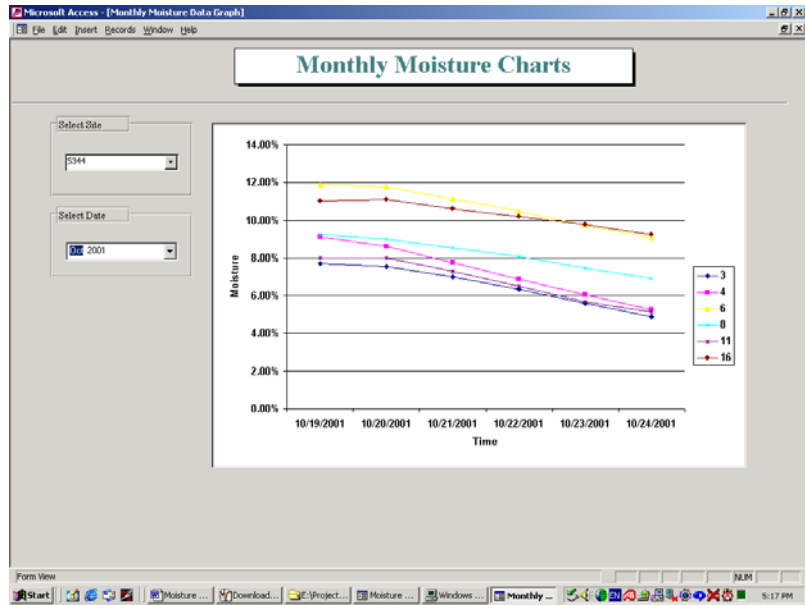 Microsoft Access - [Monthly Moisture Data Graph]
File Edit Insert Records Window Help
Monthly Moisture Charts
Select Site
S344
Select Date
Oct 2001
14.00%
12.00%
10.00%
8.00%
6.00%
4.00%
2.00%
0.00%
Moisture
10/19/2001 10/20/2001 10/21/2001 10/22/2001 10/23/2001 10/24/2001
Time
3
4
6
8
11
16
Form View NUM
Start Moisture ... Download... E:\Project... Moisture ... Windows ... Monthly ... EN 5:17 PM